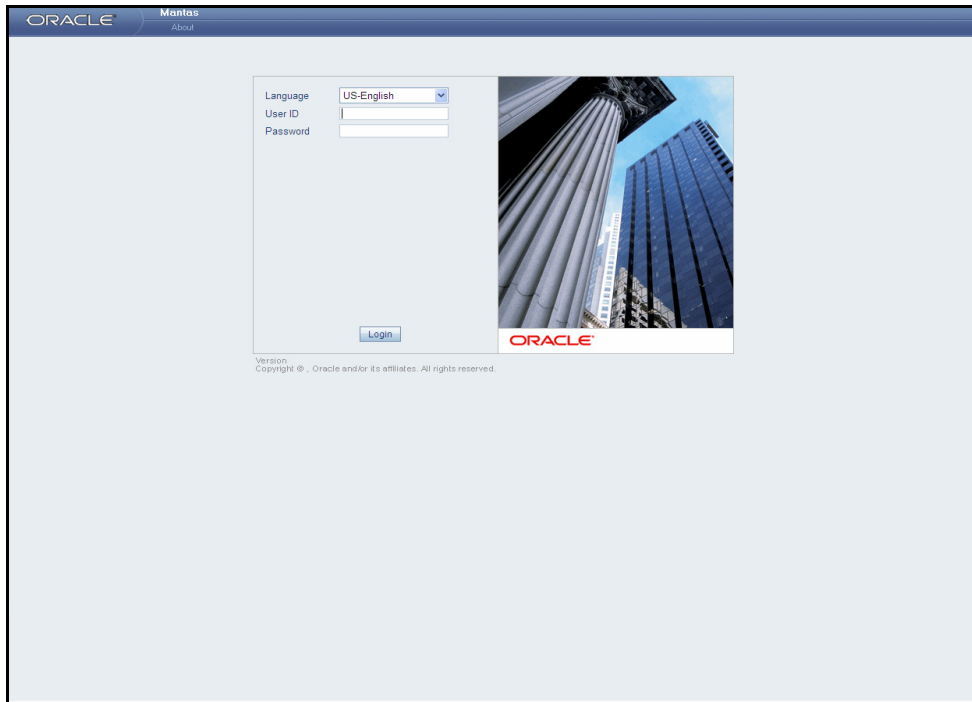 ORACLE
Mantas
About
Language US-English
User ID
Password
Login
ORACLE
Version
Copyright © , Oracle and/or its affiliates. All rights reserved.